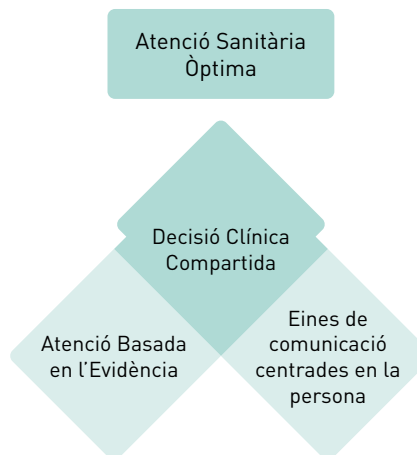 Atenció Sanitària
Òptima
Decisió Clínica
Compartida
Atenció Basada
en l'Evidència
Eines de
comunicació
centrades en la
persona